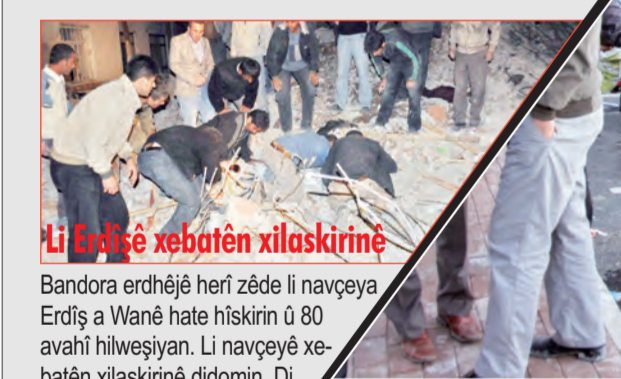 Li Erdîşê xebatên xilaskirinê
Bandora erdhêjê herî zêde li navçeya
Erdîş a Wanê hate hîskirin û 80
avahî hilweşiyan. Li navçeyê xe-
batên xilaskirinê didomin. Di